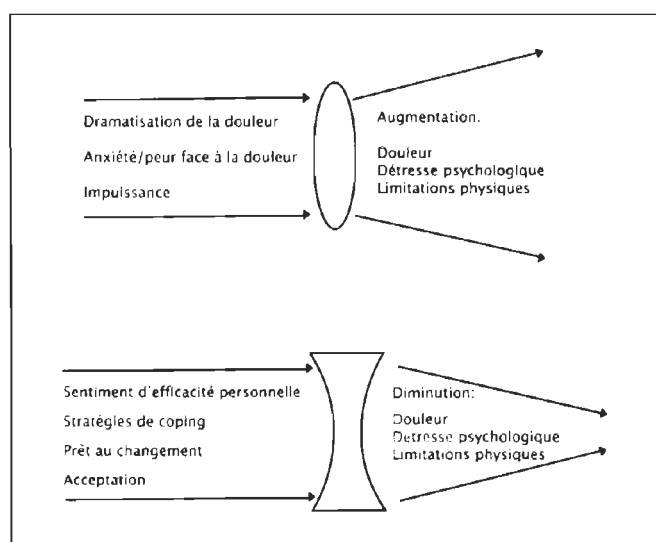 Dramatisation de la douleur
Anxiété/peur face à la douleur
Impuissance
Augmentation:
Douleur
Détresse psychologique
Limitations physiques
Sentiment d'efficacité personnelle
Stratégies de coping
Prêt au changement
Acceptation
Diminution:
Douleur
Détresse psychologique
Limitations physiques